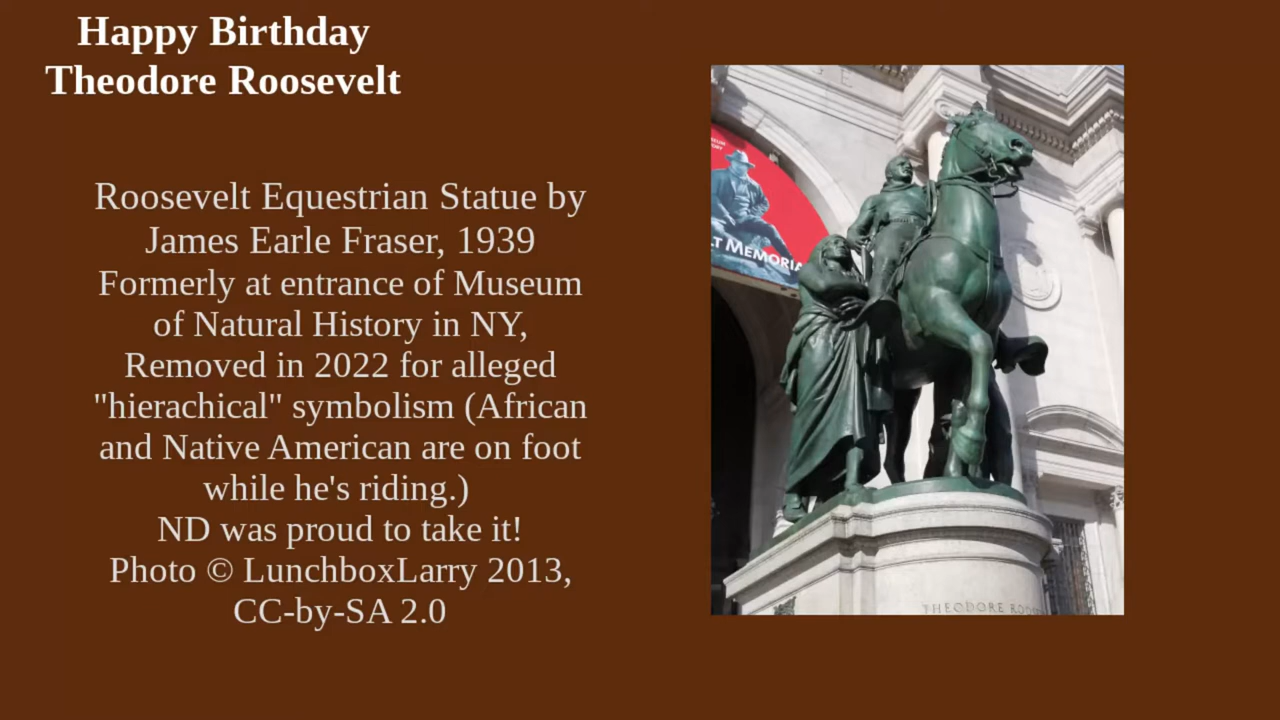 Happy Birthday
Theodore Roosevelt
Roosevelt Equestrian Statue by
James Earle Fraser, 1939
Formerly at entrance of Museum
of Natural History in NY,
Removed in 2022 for alleged
"hierachical" symbolism (African
and Native American are on foot
while he's riding.)
ND was proud to take it!
Photo © LunchboxLarry 2013,
CC-by-SA 2.0
LT MEMORIA
THEODORE ROOS